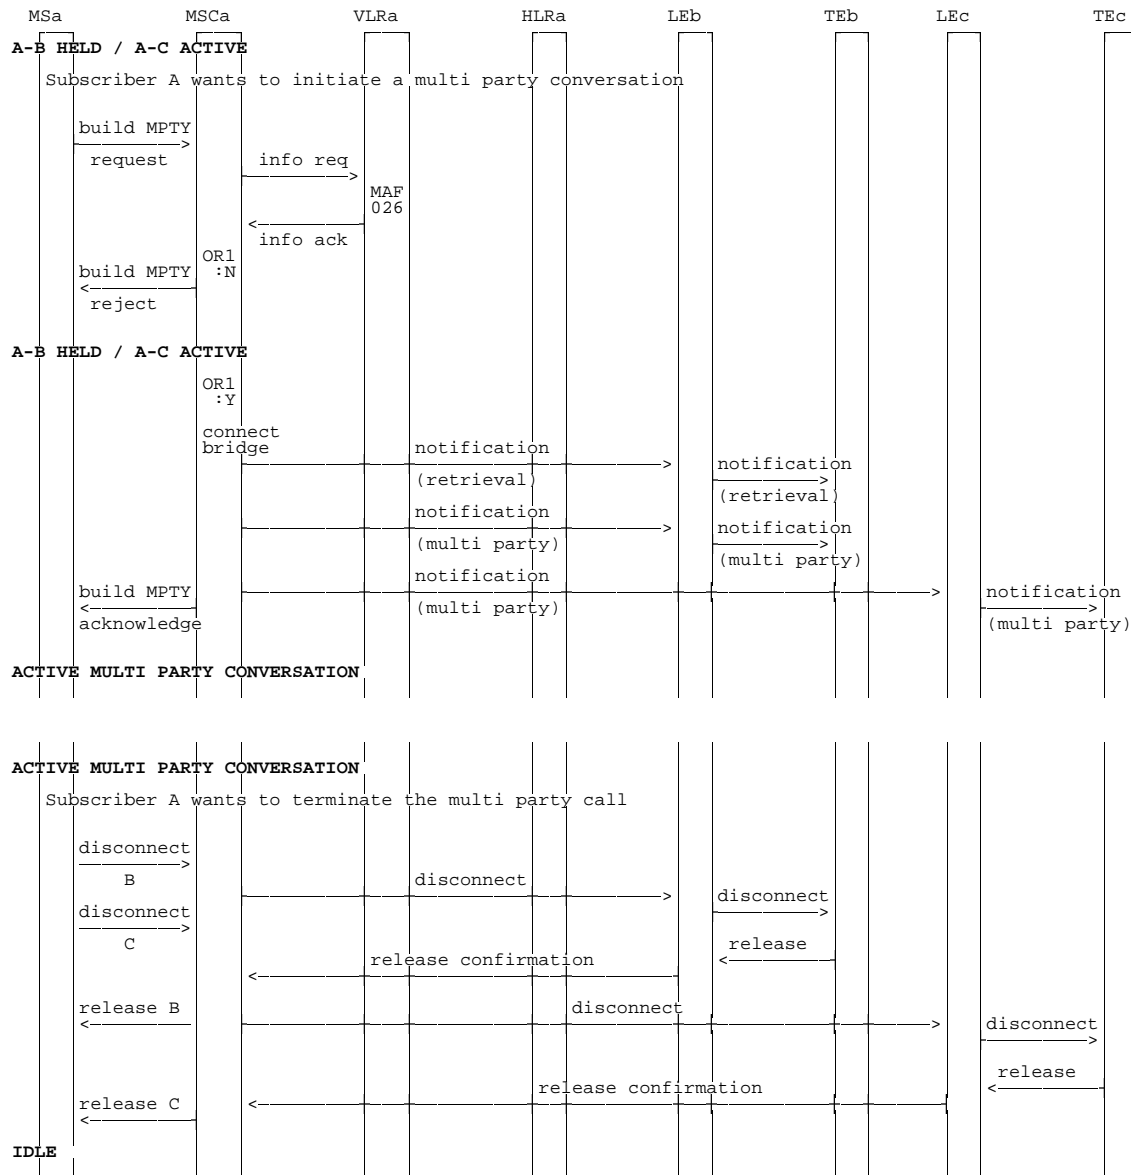 MSa MSCa VLRa HLRa LEb TEb LEc TEc
A-B HELD / A-C ACTIVE
Subscriber A wants to initiate a multi party conversation
build MPTY
request
info req
MAF
026
info ack
OR1
:N
build MPTY
reject
A-B HELD / A-C ACTIVE
OR1
:Y
connect
bridge
notification
(retrieval)
notification
(retrieval)
notification
(multi party)
notification
(multi party)
notification
(multi party)
build MPTY
acknowledge
notification
(multi party)
ACTIVE MULTI PARTY CONVERSATION
ACTIVE MULTI PARTY CONVERSATION
Subscriber A wants to terminate the multi party call
disconnect
B
disconnect
disconnect
disconnect
C
release
release confirmation
release B
disconnect
disconnect
release
release confirmation
release C
IDLE